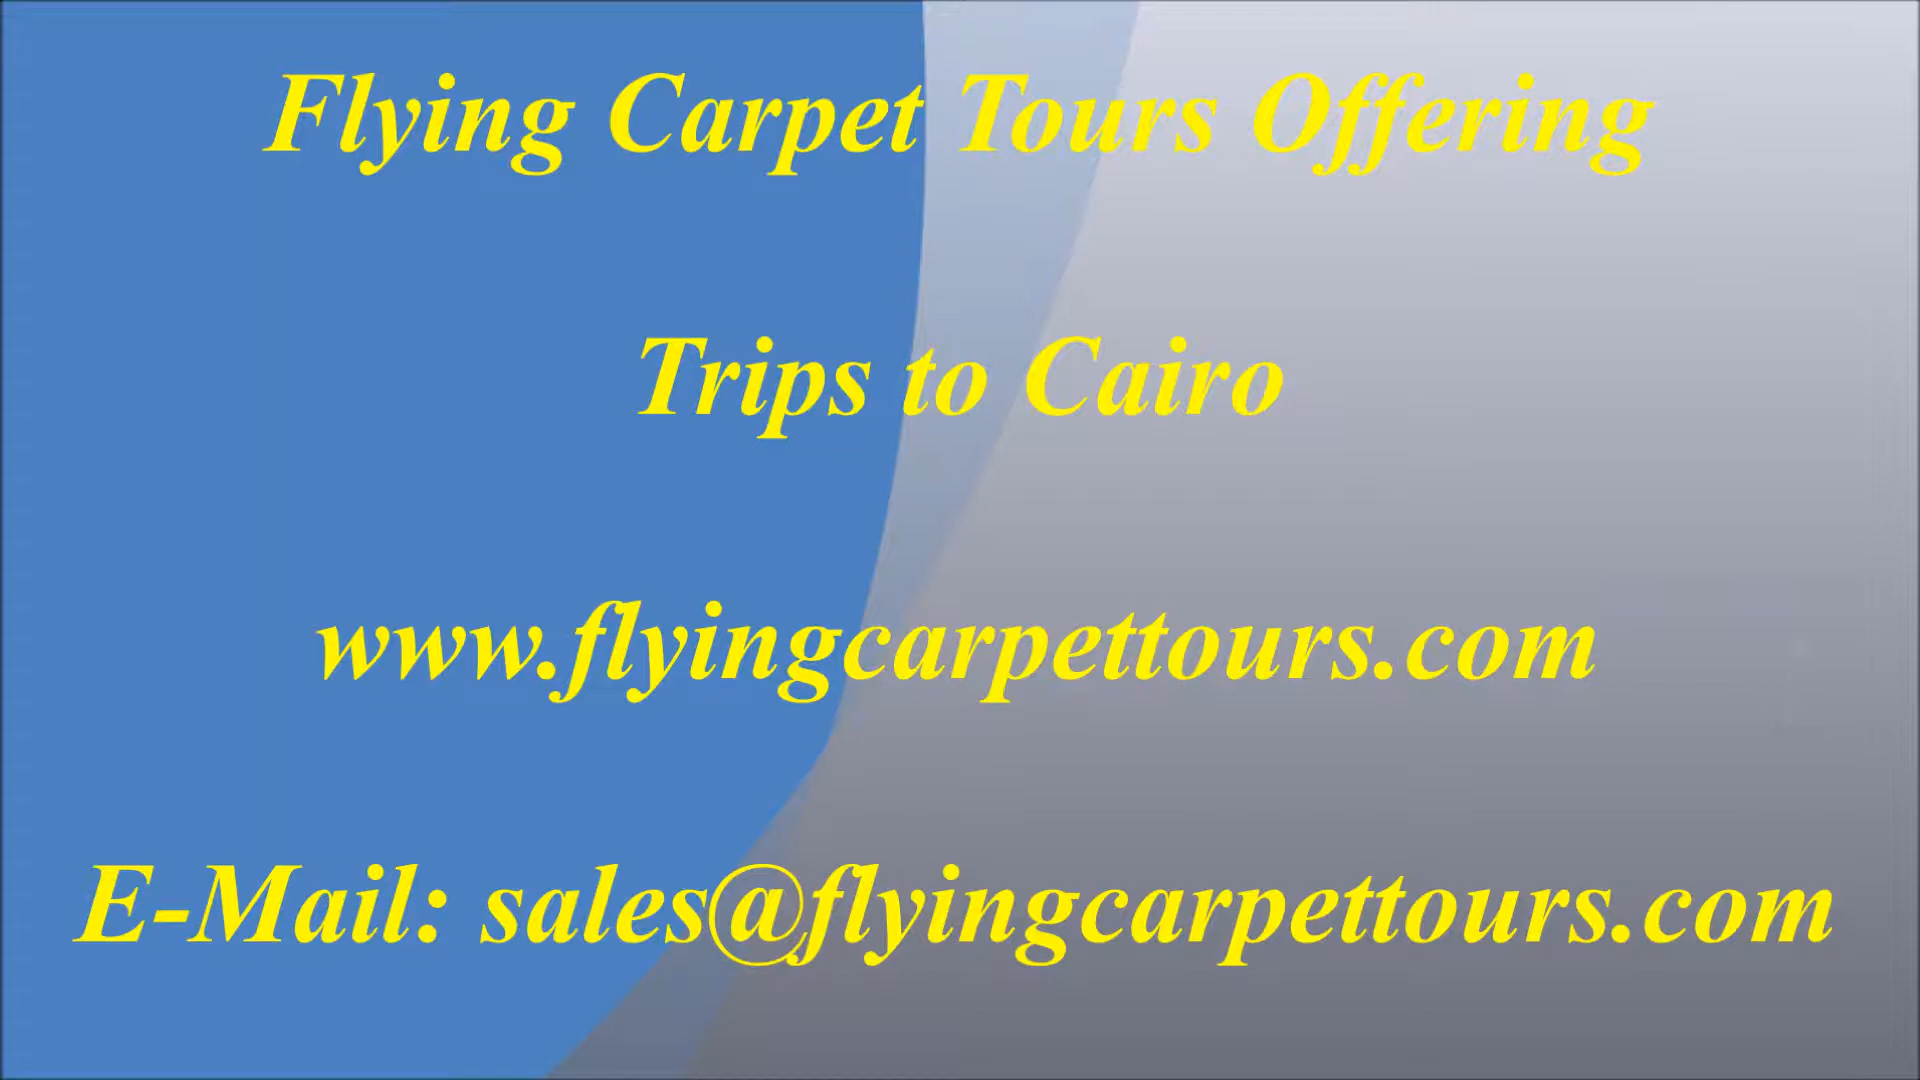 Flying Carpet Tours Offering
Trips to Cairo
www.flyingcarpettours.com
E-Mail: sales@flyingcarpettours.com